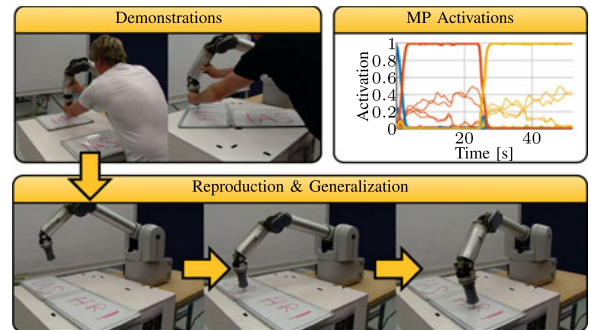 Demonstrations
MP Activations
1
0.8
0.6
0.4
0.2
0
Activation
20
40
Time [s]
IAS
Reproduction & Generalization
HRI
HRI